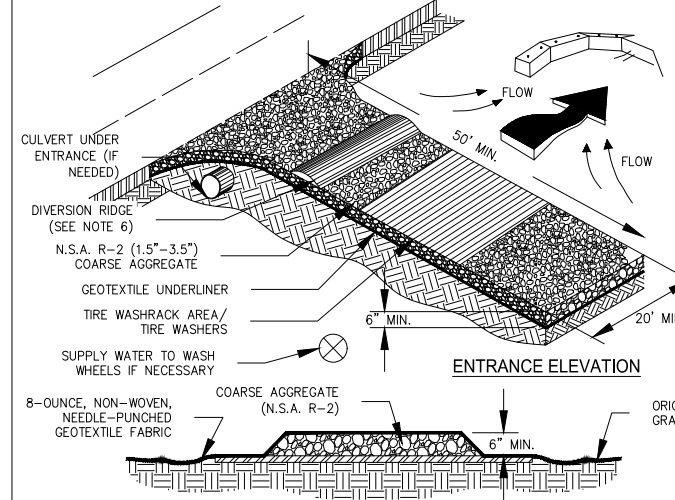 FLOW
50' MIN.
FLOW
CULVERT UNDER
ENTRANCE (IF
NEEDED)
DIVERSION RIDGE
(SEE NOTE 6)
N.S.A. R-2 (1.5"-3.5")
COARSE AGGREGATE
GEOTEXTILE UNDERLINER
TIRE WASHRACK AREA/
TIRE WASHERS
SUPPLY WATER TO WASH
WHEELS IF NECESSARY
6" MIN.
20' MIN
ENTRANCE ELEVATION
8-OUNCE, NON-WOVEN,
NEEDLE-PUNCHED
GEOTEXTILE FABRIC
COARSE AGGREGATE
(N.S.A. R-2)
6" MIN.